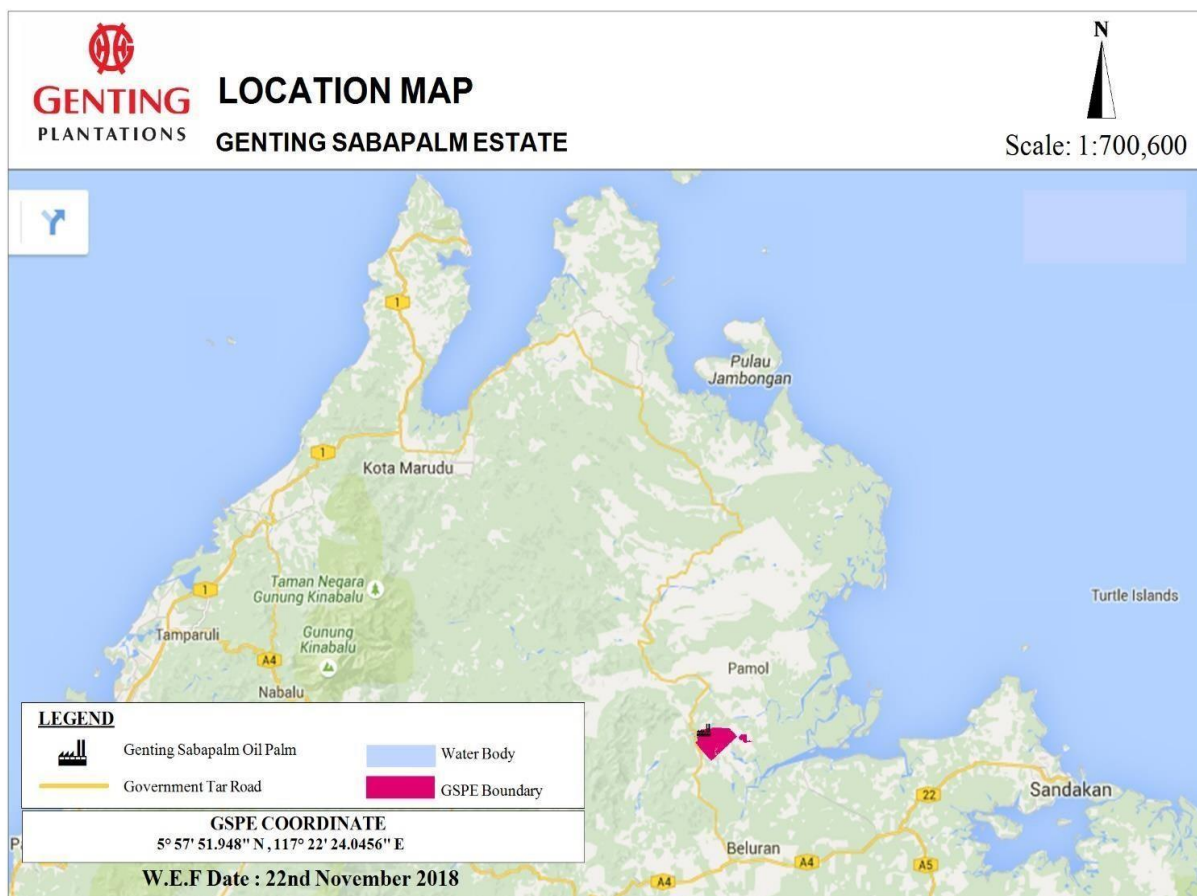 GENTING
PLANTATIONS
LOCATION MAP
GENTING SABAPALM ESTATE
N
Scale: 1:700,600
1
Pulau
Jambongan
1
Kota Marudu
Taman Negara
Gunung Kinabalu
1
Turtle Islands
Tamparuli
Gunung
Kinabalu
A4
Nabalu
Pamol
LEGEND
Genting Sabapalm Oil Palm
Water Body
Government Tar Road
GSPE Boundary
Sandakan
22
GSPE COORDINATE
5° 57' 51.948" N , 117° 22' 24.0456" E
Beluran
A4
A5
W.E.F Date : 22nd November 2018
A4